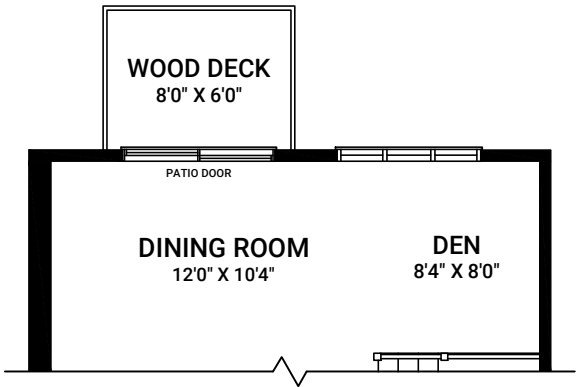 WOOD DECK
8'0" X 6'0"
PATIO DOOR
DINING ROOM
12'0" X 10'4"
DEN
8'4" X 8'0"